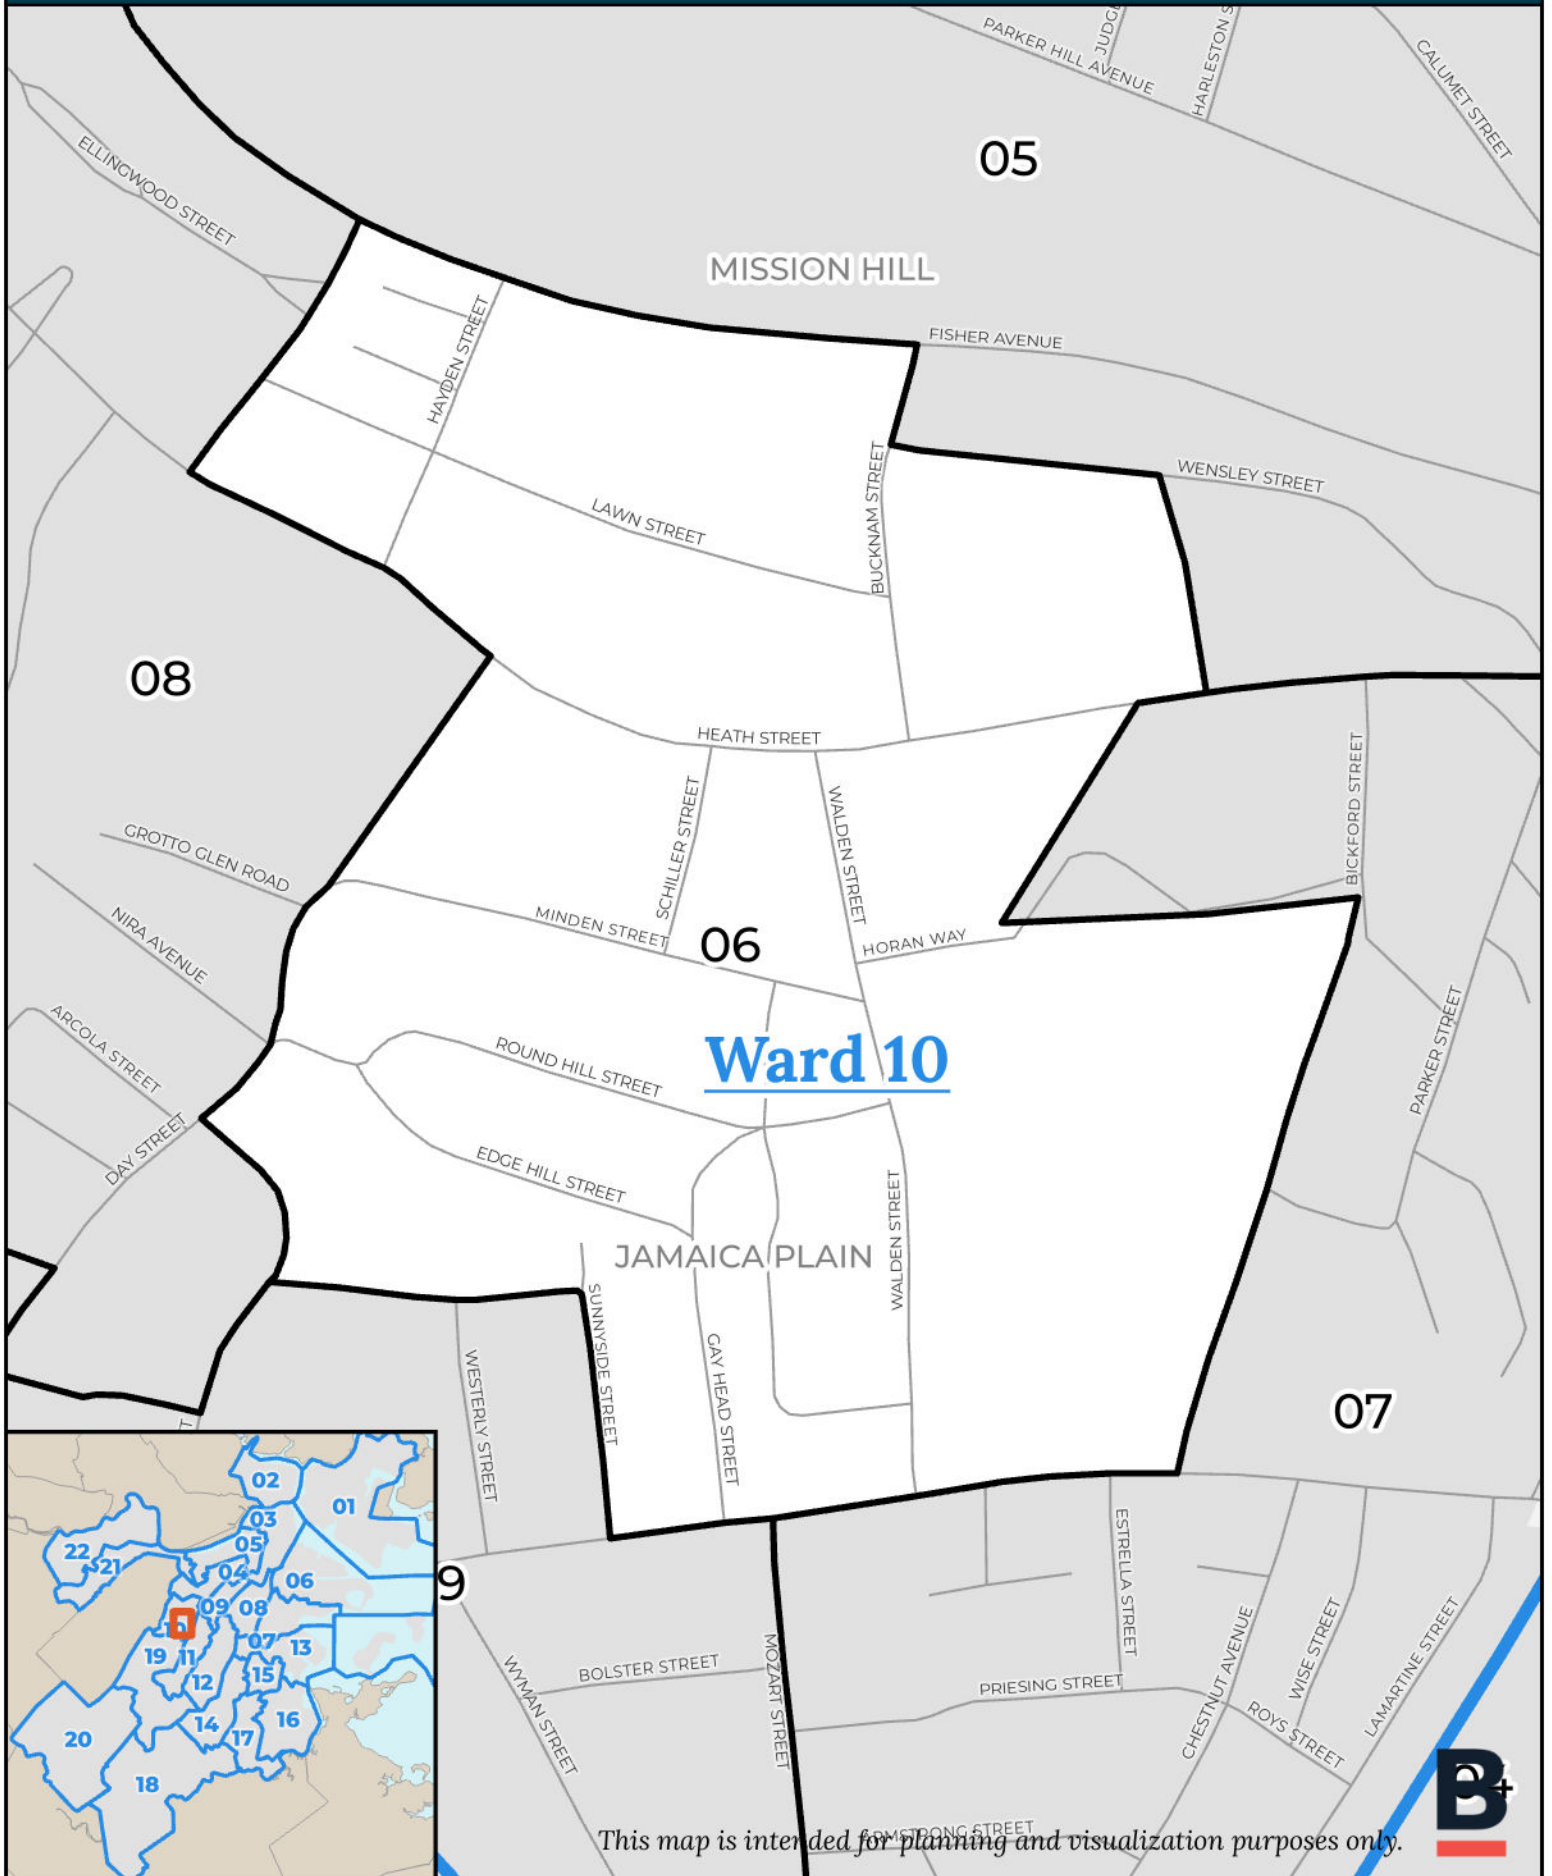 PARKER HILL AVENUE
HARLESTON S
CALUMET STREET
ELLINGWOOD STREET
05
MISSION HILL
HAYDEN STREET
FISHER AVENUE
BUCKNAM STREET
WENSLEY STREET
LAWN STREET
08
HEATH STREET
BICKFORD STREET
SCHILLER STREET
WALDEN STREET
GROTTO GLEN ROAD
NIRA AVENUE
MINDEN STREET
06
HORAN WAY
ARCOLA STREET
PARKER STREET
ROUND HILL STREET
Ward 10
DAY STREET
EDGE HILL STREET
WALDEN STREET
JAMAICA PLAIN
SUNNYSIDE STREET
GAY HEAD STREET
WESTERLY STREET
07
T
02
01
03
05
22
21
04
06
09
08
10
07
13
19
11
12
15
14
16
17
20
18
9
ESTRELLA STREET
WYMAN STREET
BOLSTER STREET
MOZART STREET
PRIESING STREET
CHESTNUT AVENUE
WISE STREET
ROYS STREET
LAMARTINE STREET
B
This map is intended for planning and visualization purposes only.